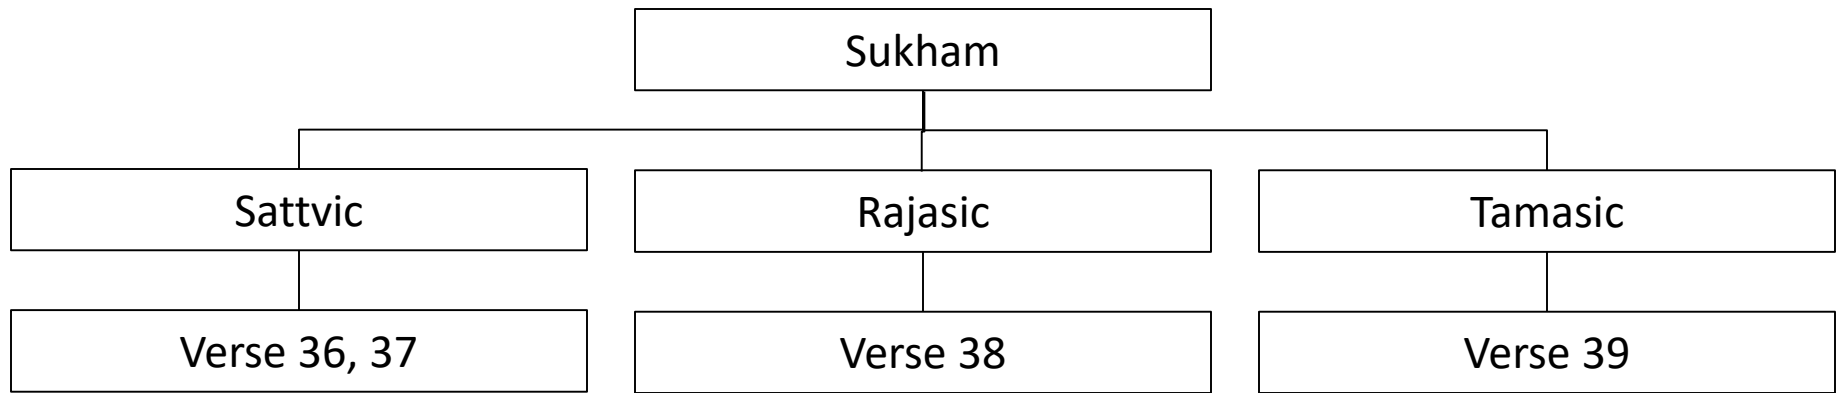 Sukham
Sattvic
Rajasic
Tamasic
Verse 36, 37
Verse 38
Verse 39